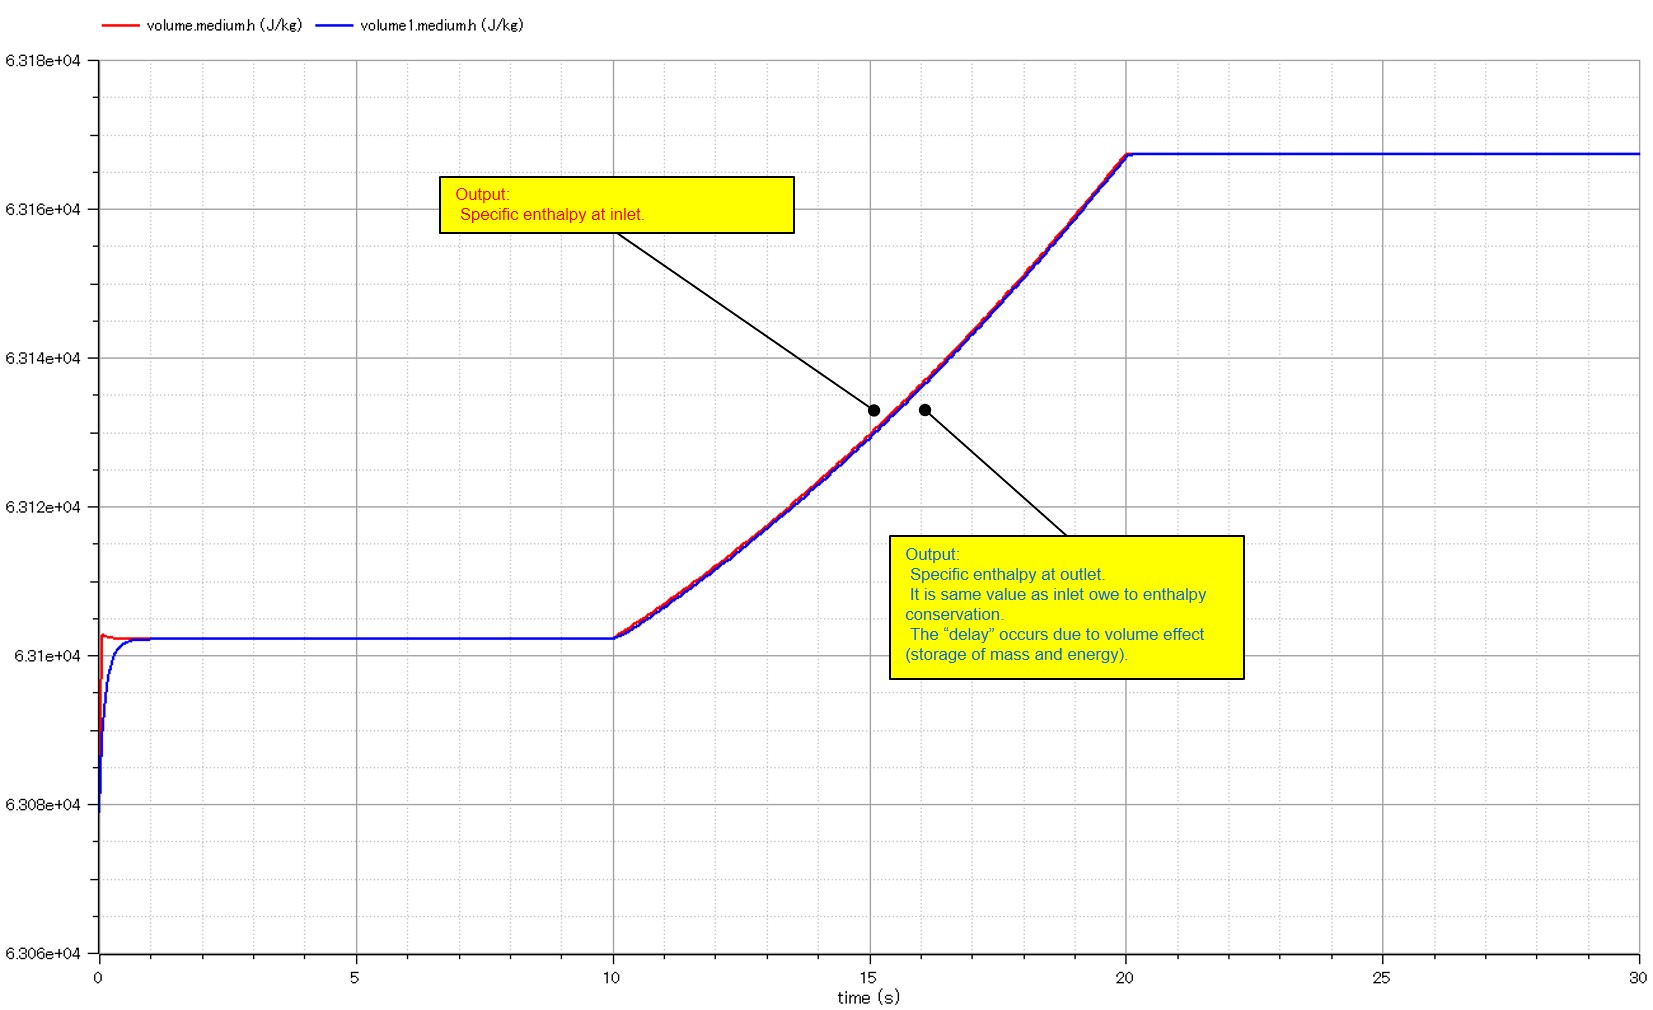 volume.medium.h (J/kg) volume1.medium.h (J/kg)
6.318e+04
6.316e+04
6.314e+04
6.312e+04
6.31e+04
6.308e+04
6.306e+04
Output:
Specific enthalpy at inlet.
Output:
Specific enthalpy at outlet.
It is same value as inlet owe to enthalpy
conservation.
The “delay” occurs due to volume effect
(storage of mass and energy).
0 5 10 15 20 25 30
time (s)